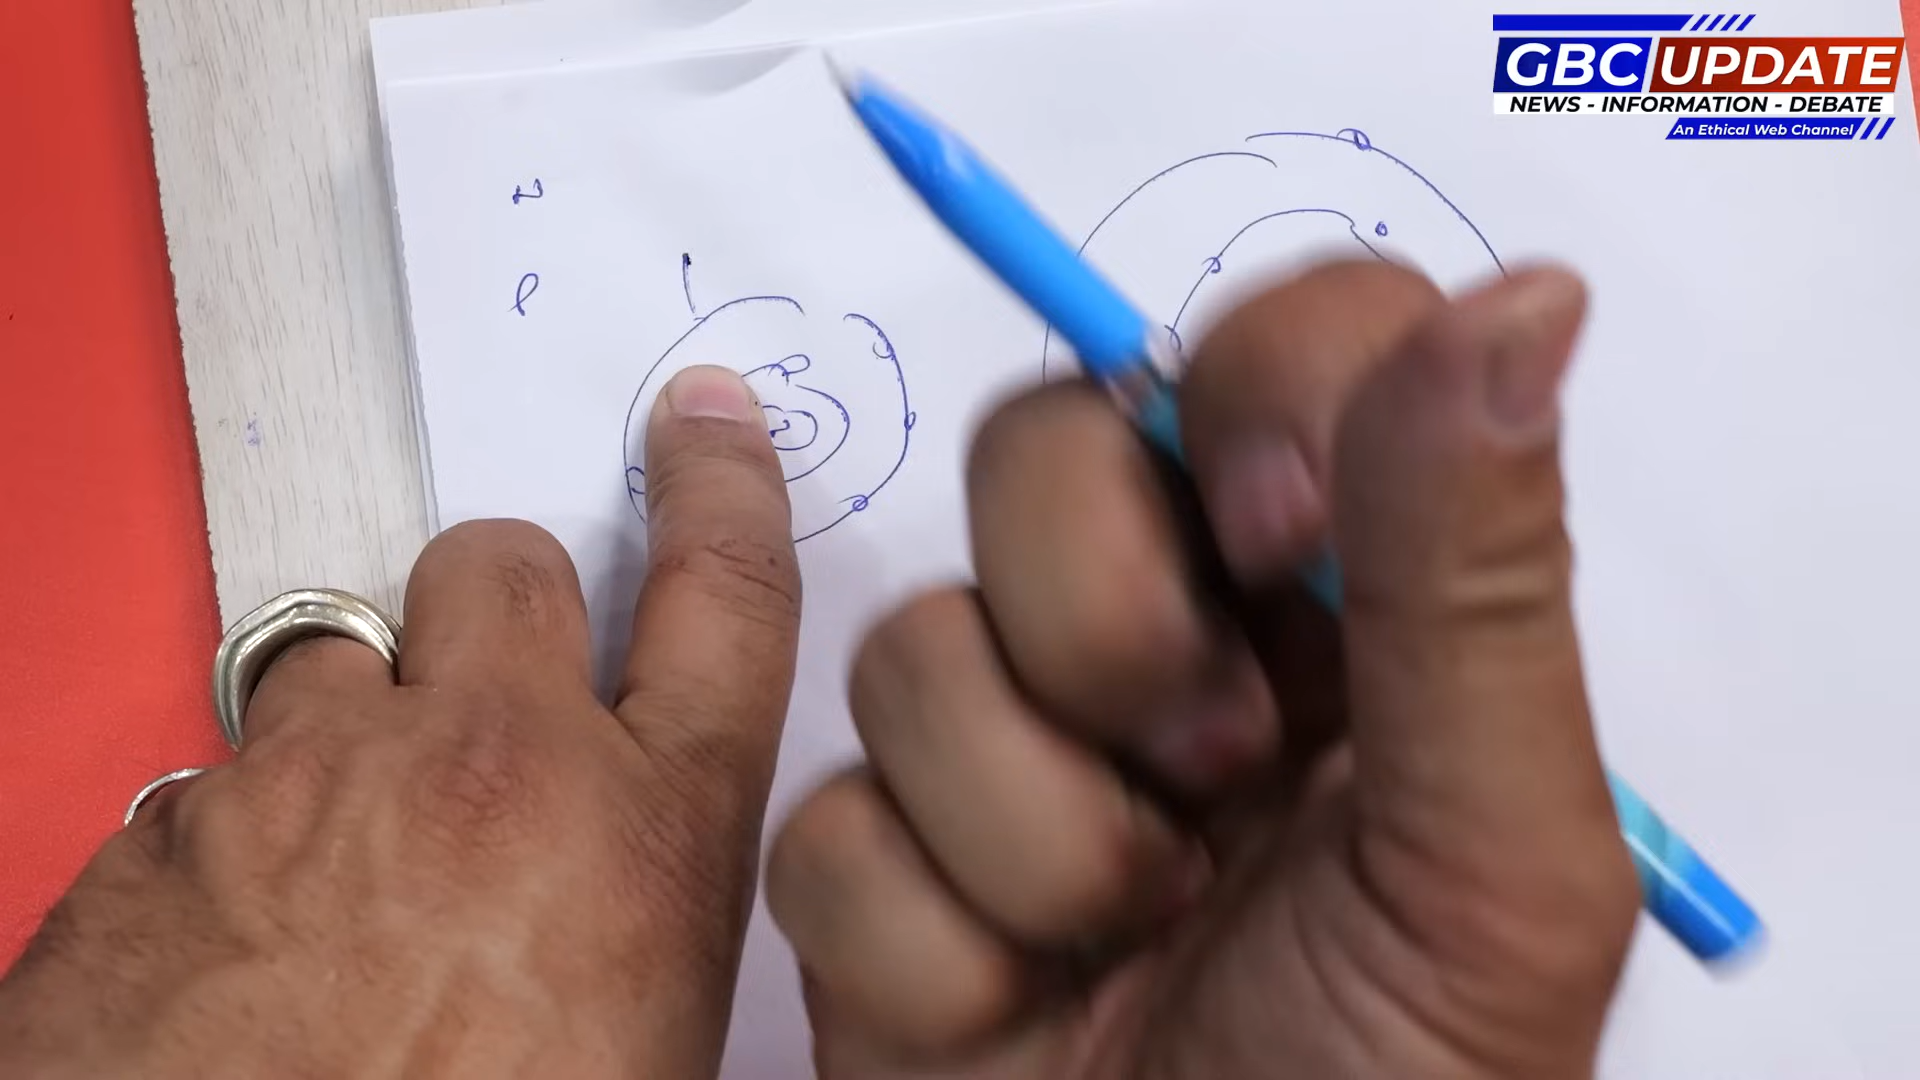 GBC UPDATE
NEWS - INFORMATION - DEBATE
An Ethical Web Channel